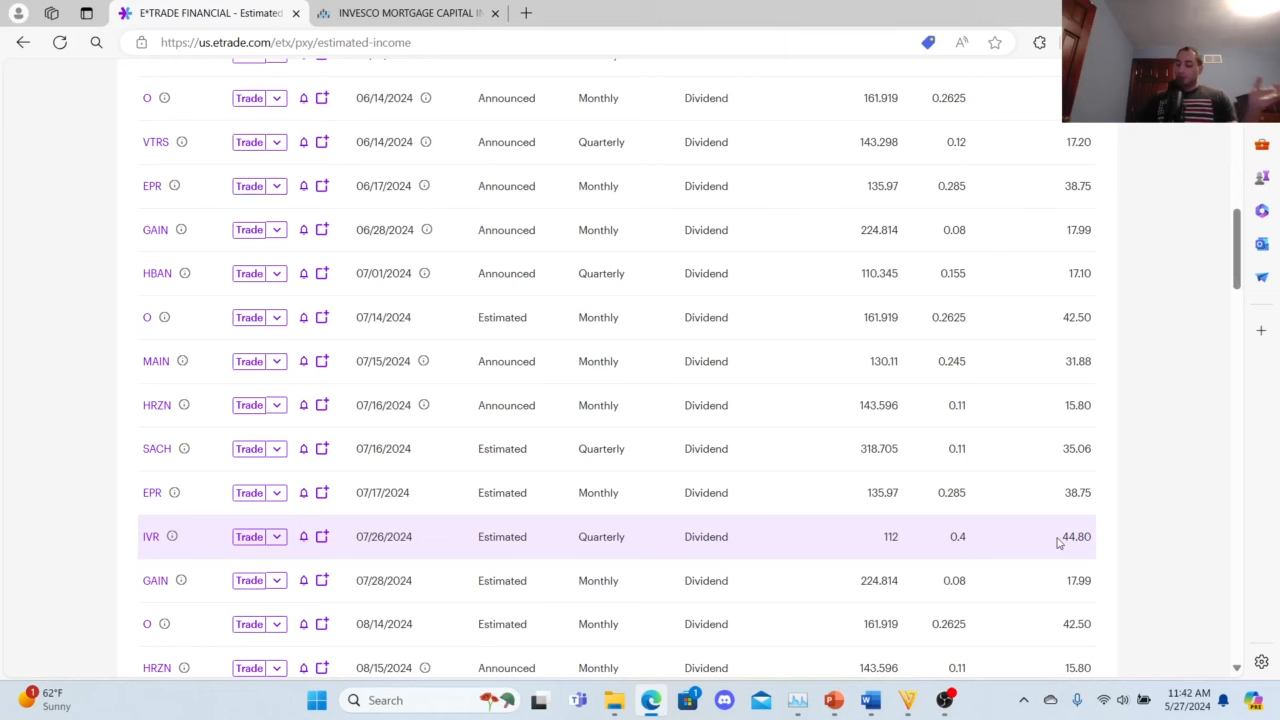 E*TRADE FINANCIAL - Estimated
INVESCO MORTGAGE CAPITAL IN
https://us.etrade.com/etx/pxy/estimated-income
O Trade 06/14/2024 Announced Monthly Dividend 161.919 0.2625
VTRS Trade 06/14/2024 Announced Quarterly Dividend 143.298 0.12 17.20
EPR Trade 06/17/2024 Announced Monthly Dividend 135.97 0.285 38.75
GAIN Trade 06/28/2024 Announced Monthly Dividend 224.814 0.08 17.99
HBAN Trade 07/01/2024 Announced Quarterly Dividend 110.345 0.155 17.10
O Trade 07/14/2024 Estimated Monthly Dividend 161.919 0.2625 42.50
MAIN Trade 07/15/2024 Announced Monthly Dividend 130.11 0.245 31.88
HRZN Trade 07/16/2024 Announced Monthly Dividend 143.596 0.11 15.80
SACH Trade 07/16/2024 Estimated Quarterly Dividend 318.705 0.11 35.06
EPR Trade 07/17/2024 Estimated Monthly Dividend 135.97 0.285 38.75
IVR Trade 07/26/2024 Estimated Quarterly Dividend 112 0.4 44.80
GAIN Trade 07/28/2024 Estimated Monthly Dividend 224.814 0.08 17.99
O Trade 08/14/2024 Estimated Monthly Dividend 161.919 0.2625 42.50
HRZN Trade 08/15/2024 Announced Monthly Dividend 143.596 0.11 15.80
1 62°F
Sunny
Search
1
11:42 AM
5/27/2024
PRE